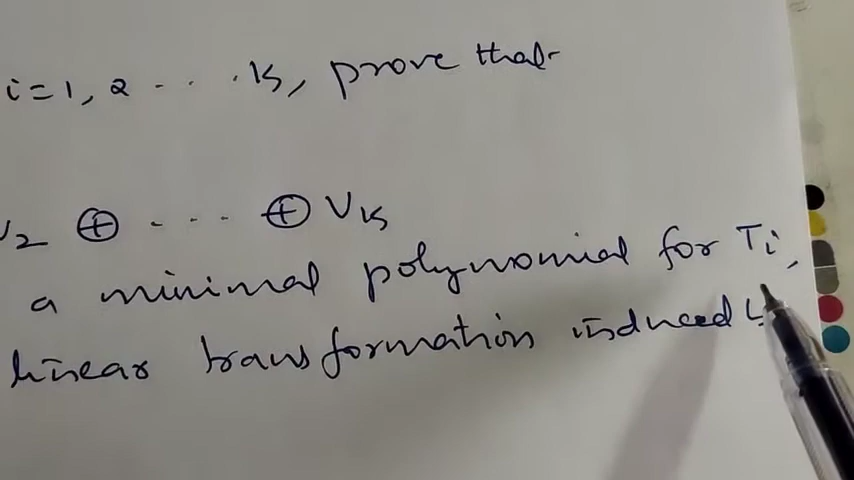 i=1, 2 ... k, prove that
V2 ⊕ ... ⊕ Vk
a minimal polynomial for Ti,
linear transformation induced